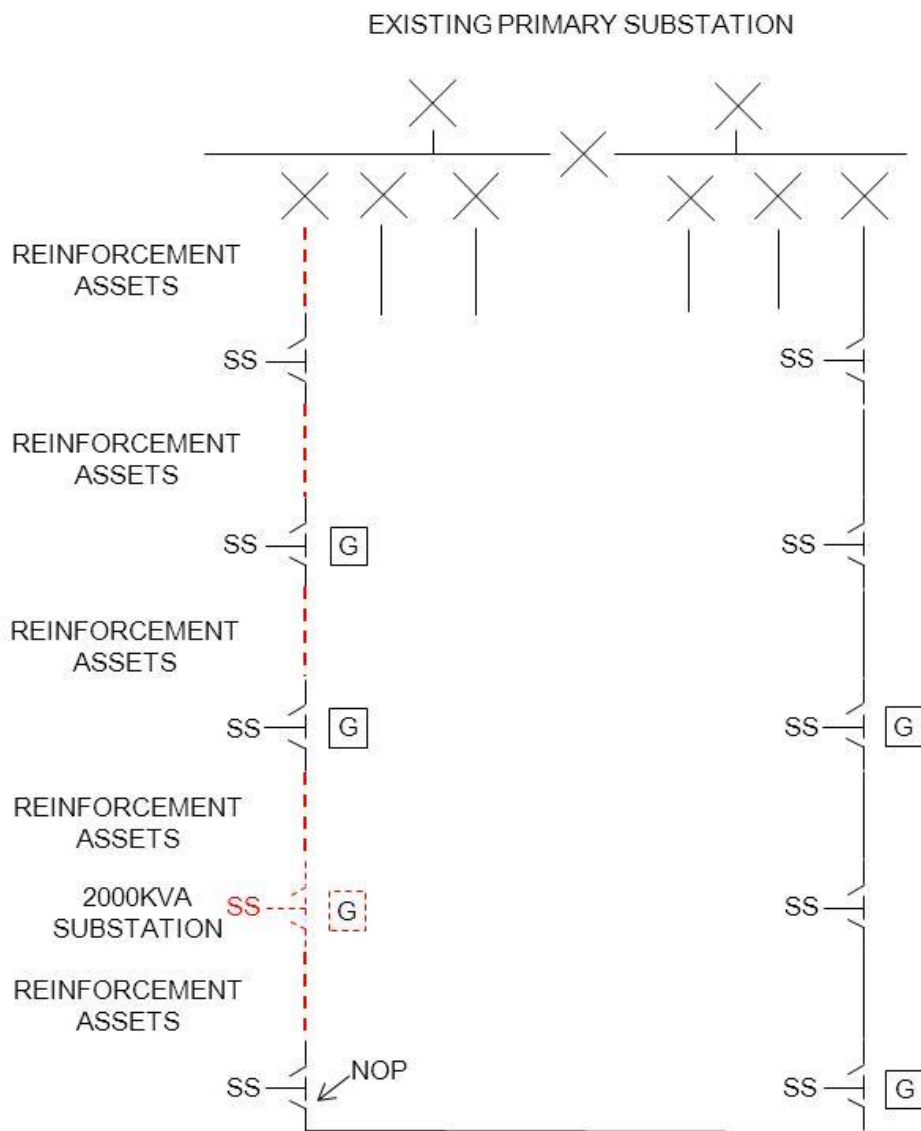 EXISTING PRIMARY SUBSTATION
REINFORCEMENT
ASSETS
SS
SS
REINFORCEMENT
ASSETS
SS
G
SS
REINFORCEMENT
ASSETS
SS
G
SS
G
REINFORCEMENT
ASSETS
2000KVA
SUBSTATION
SS
G
SS
REINFORCEMENT
ASSETS
NOP
SS
SS
G